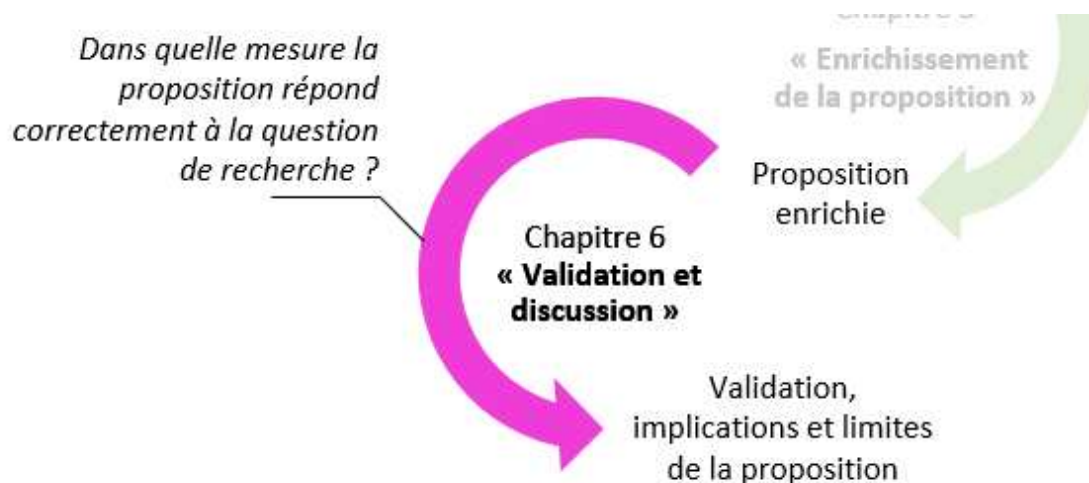 Dans quelle mesure la
proposition répond
correctement à la question
de recherche ?
« Enrichissement
de la proposition »
Proposition
enrichie
Chapitre 6
« Validation et
discussion »
Validation,
implications et limites
de la proposition